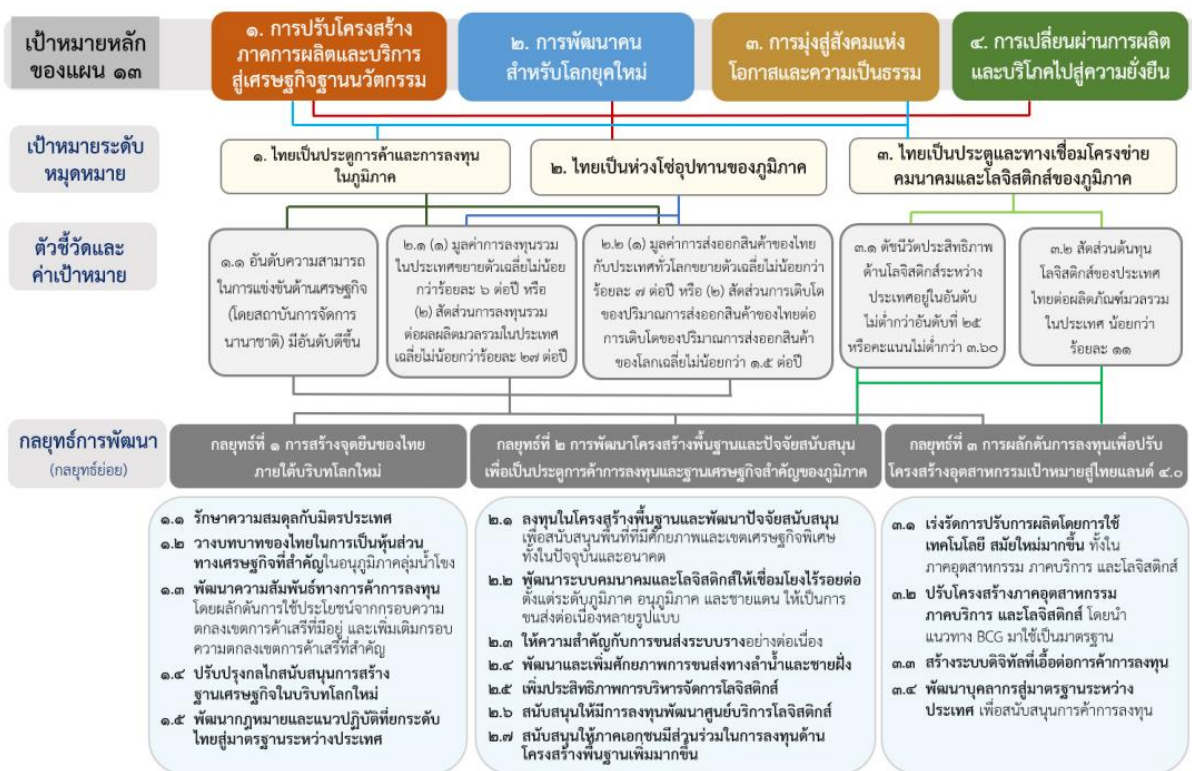 เป้าหมายหลัก
ของแผน ๑๓
๑. การปรับโครงสร้าง
ภาคการผลิตและบริการ
สู่เศรษฐกิจฐานนวัตกรรม
๒. การพัฒนาคน
สำหรับโลกยุคใหม่
๓. การมุ่งสู่สังคมแห่ง
โอกาสและความเป็นธรรม
๔. การเปลี่ยนผ่านการผลิต
และบริโภคไปสู่ความยั่งยืน
เป้าหมายระดับ
หมุดหมาย
๑. ไทยเป็นประตูการค้าและการลงทุน
ในภูมิภาค
๒. ไทยเป็นห่วงโซ่อุปทานของภูมิภาค
๓. ไทยเป็นประตูและทางเชื่อมโครงข่าย
คมนาคมและโลจิสติกส์ของภูมิภาค
ตัวชี้วัดและ
ค่าเป้าหมาย
๑.๑ อันดับความสามารถ
ในการแข่งขันด้านเศรษฐกิจ
(โดยสถาบันการจัดการ
นานาชาติ) มีอันดับดีขึ้น
๒.๑ (๑) มูลค่าการลงทุนรวม
ในประเทศขยายตัวเฉลี่ยไม่น้อย
กว่าร้อยละ ๖ ต่อปี หรือ
(๒) สัดส่วนการลงทุนรวม
ต่อผลผลิตมวลรวมในประเทศ
เฉลี่ยไม่น้อยกว่าร้อยละ ๒๗ ต่อปี
๒.๒ (๑) มูลค่าการส่งออกสินค้าของไทย
กับประเทศทั่วโลกขยายตัวเฉลี่ยไม่น้อยกว่า
ร้อยละ ๗ ต่อปี หรือ (๒) สัดส่วนการเติบโต
ของปริมาณการส่งออกสินค้าของไทยต่อ
การเติบโตของปริมาณการส่งออกสินค้า
ของโลกเฉลี่ยไม่น้อยกว่า ๑.๕ ต่อปี
๓.๑ ดัชนีวัดประสิทธิภาพ
ด้านโลจิสติกส์ระหว่าง
ประเทศอยู่ในอันดับ
ไม่ต่ำกว่าอันดับที่ ๒๕
หรือคะแนนไม่ต่ำกว่า ๓.๖๐
๓.๒ สัดส่วนต้นทุน
โลจิสติกส์ของประเทศ
ไทยต่อผลิตภัณฑ์มวลรวม
ในประเทศ น้อยกว่า
ร้อยละ ๑๑
กลยุทธ์การพัฒนา
(กลยุทธ์ย่อย)
กลยุทธ์ที่ ๑ การสร้างจุดยืนของไทย
ภายใต้บริบทโลกใหม่
กลยุทธ์ที่ ๒ การพัฒนาโครงสร้างพื้นฐานและปัจจัยสนับสนุน
เพื่อเป็นประตูการค้าการลงทุนและฐานเศรษฐกิจสำคัญของภูมิภาค
กลยุทธ์ที่ ๓ การผลักดันการลงทุนเพื่อปรับ
โครงสร้างอุตสาหกรรมเป้าหมายสู่ไทยแลนด์ ๔.๐
๑.๑ รักษาความสมดุลกับมิตรประเทศ
๑.๒ วางบทบาทของไทยในการเป็นหุ้นส่วน
ทางเศรษฐกิจที่สำคัญในอนุภูมิภาคลุ่มน้ำโขง
๑.๓ พัฒนาความสัมพันธ์ทางการค้าการลงทุน
โดยผลักดันการใช้ประโยชน์จากกรอบความ
ตกลงเขตการค้าเสรีที่มีอยู่ และเพิ่มเติมกรอบ
ความตกลงเขตการค้าเสรีที่สำคัญ
๑.๔ ปรับปรุงกลไกสนับสนุนการสร้าง
ฐานเศรษฐกิจในบริบทโลกใหม่
๑.๕ พัฒนากฎหมายและแนวปฏิบัติที่ยกระดับ
ไทยสู่มาตรฐานระหว่างประเทศ
๒.๑ ลงทุนในโครงสร้างพื้นฐานและพัฒนาปัจจัยสนับสนุน
เพื่อสนับสนุนพื้นที่ที่มีศักยภาพและเขตเศรษฐกิจพิเศษ
ทั้งในปัจจุบันและอนาคต
๒.๒ พัฒนาระบบคมนาคมและโลจิสติกส์ให้เชื่อมโยงไร้รอยต่อ
ตั้งแต่ระดับภูมิภาค อนุภูมิภาค และชายแดน ให้เป็นการ
ขนส่งต่อเนื่องหลายรูปแบบ
๒.๓ ให้ความสำคัญกับการขนส่งระบบรางอย่างต่อเนื่อง
๒.๔ พัฒนาและเพิ่มศักยภาพการขนส่งทางลำน้ำและชายฝั่ง
๒.๕ เพิ่มประสิทธิภาพการบริหารจัดการโลจิสติกส์
๒.๖ สนับสนุนให้มีการลงทุนพัฒนาศูนย์บริการโลจิสติกส์
๒.๗ สนับสนุนให้ภาคเอกชนมีส่วนร่วมในการลงทุนด้าน
โครงสร้างพื้นฐานเพิ่มมากขึ้น
๓.๑ เร่งรัดการปรับการผลิตโดยการใช้
เทคโนโลยี สมัยใหม่มากขึ้น ทั้งใน
ภาคอุตสาหกรรม ภาคบริการ และโลจิสติกส์
๓.๒ ปรับโครงสร้างภาคอุตสาหกรรม
ภาคบริการ และโลจิสติกส์ โดยนำ
แนวทาง BCG มาใช้เป็นมาตรฐาน
๓.๓ สร้างระบบดิจิทัลที่เอื้อต่อการค้าการลงทุน
๓.๔ พัฒนาบุคลากรสู่มาตรฐานระหว่าง
ประเทศ เพื่อสนับสนุนการค้าการลงทุน